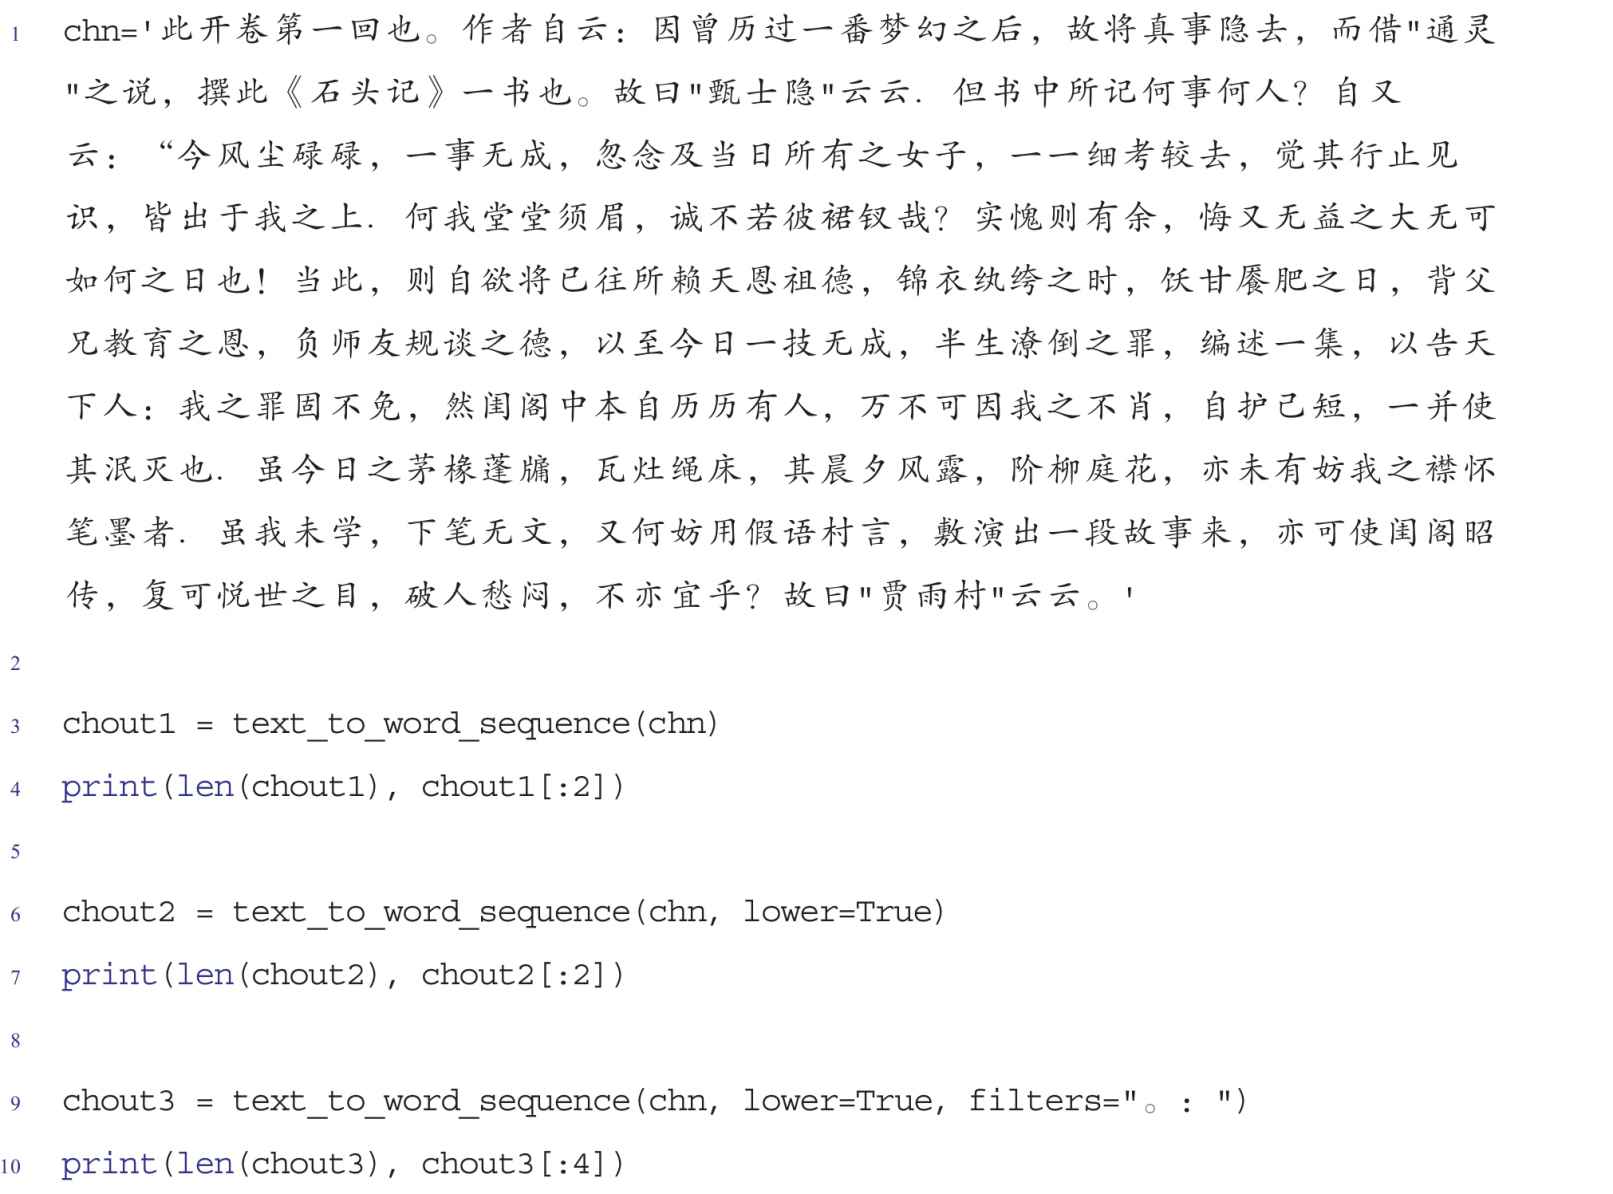 1 chn='此开卷第一回也。作者自云：因曾历过一番梦幻之后，故将真事隐去，而借"通灵
"之说，撰此《石头记》一书也。故曰"甄士隐"云云. 但书中所记何事何人？自又
云：“今风尘碌碌，一事无成，忽念及当日所有之女子，一一细考较去，觉其行止见
识，皆出于我之上. 何我堂堂须眉，诚不若彼裙钗哉？实愧则有余，悔又无益之大无可
如何之日也！当此，则自欲将已往所赖天恩祖德，锦衣纨绔之时，饫甘餍肥之日，背父
兄教育之恩，负师友规谈之德，以至今日一技无成，半生潦倒之罪，编述一集，以告天
下人：我之罪固不免，然闺阁中本自历历有人，万不可因我之不肖，自护己短，一并使
其泯灭也. 虽今日之茅椽蓬牖，瓦灶绳床，其晨夕风露，阶柳庭花，亦未有妨我之襟怀
笔墨者. 虽我未学，下笔无文，又何妨用假语村言，敷演出一段故事来，亦可使闺阁昭
传，复可悦世之目，破人愁闷，不亦宜乎？故曰"贾雨村"云云。'
2
3 chout1 = text_to_word_sequence(chn)
4 print(len(chout1), chout1[:2])
5
6 chout2 = text_to_word_sequence(chn, lower=True)
7 print(len(chout2), chout2[:2])
8
9 chout3 = text_to_word_sequence(chn, lower=True, filters="。：")
10 print(len(chout3), chout3[:4])